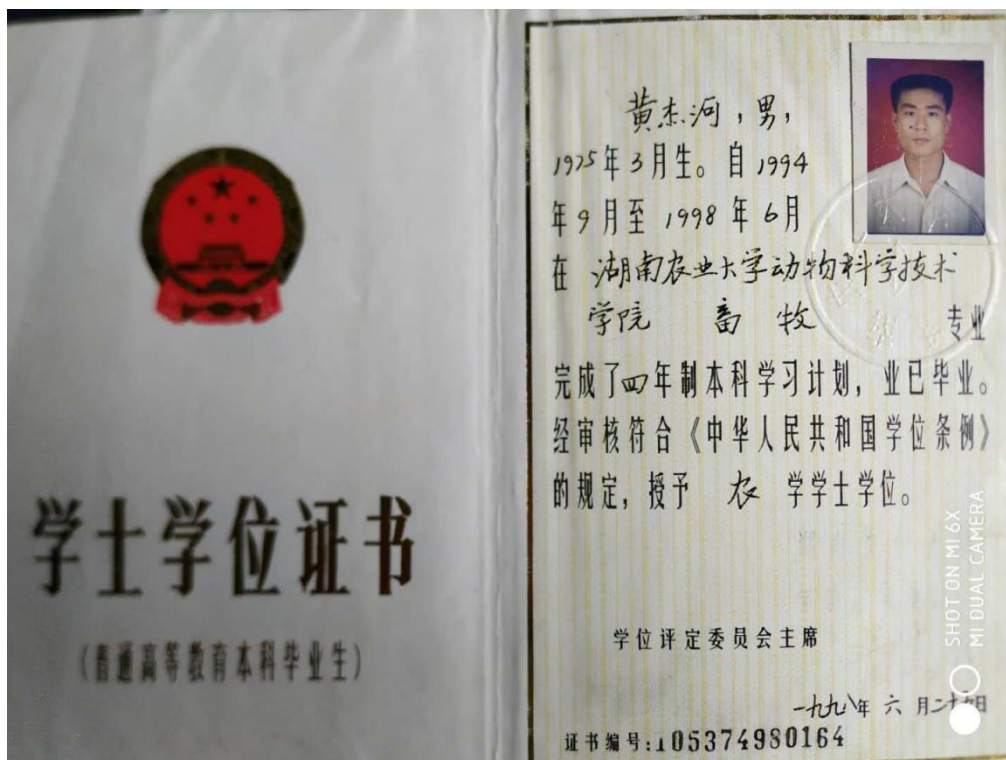 学士学位证书
(普通高等教育本科毕业生)
黄杰河，男，
1975年3月生。自1994
年9月至1998年6月
在 湖南农业大学动物科学技术
学院 畜牧 专业
完成了四年制本科学习计划，业已毕业。
经审核符合《中华人民共和国学位条例》
的规定，授予 农 学学士学位。
学位评定委员会主席
一九九八年 六 月二十日
证书编号:105374980164
SHOT ON MI 6X
MI DUAL CAMERA